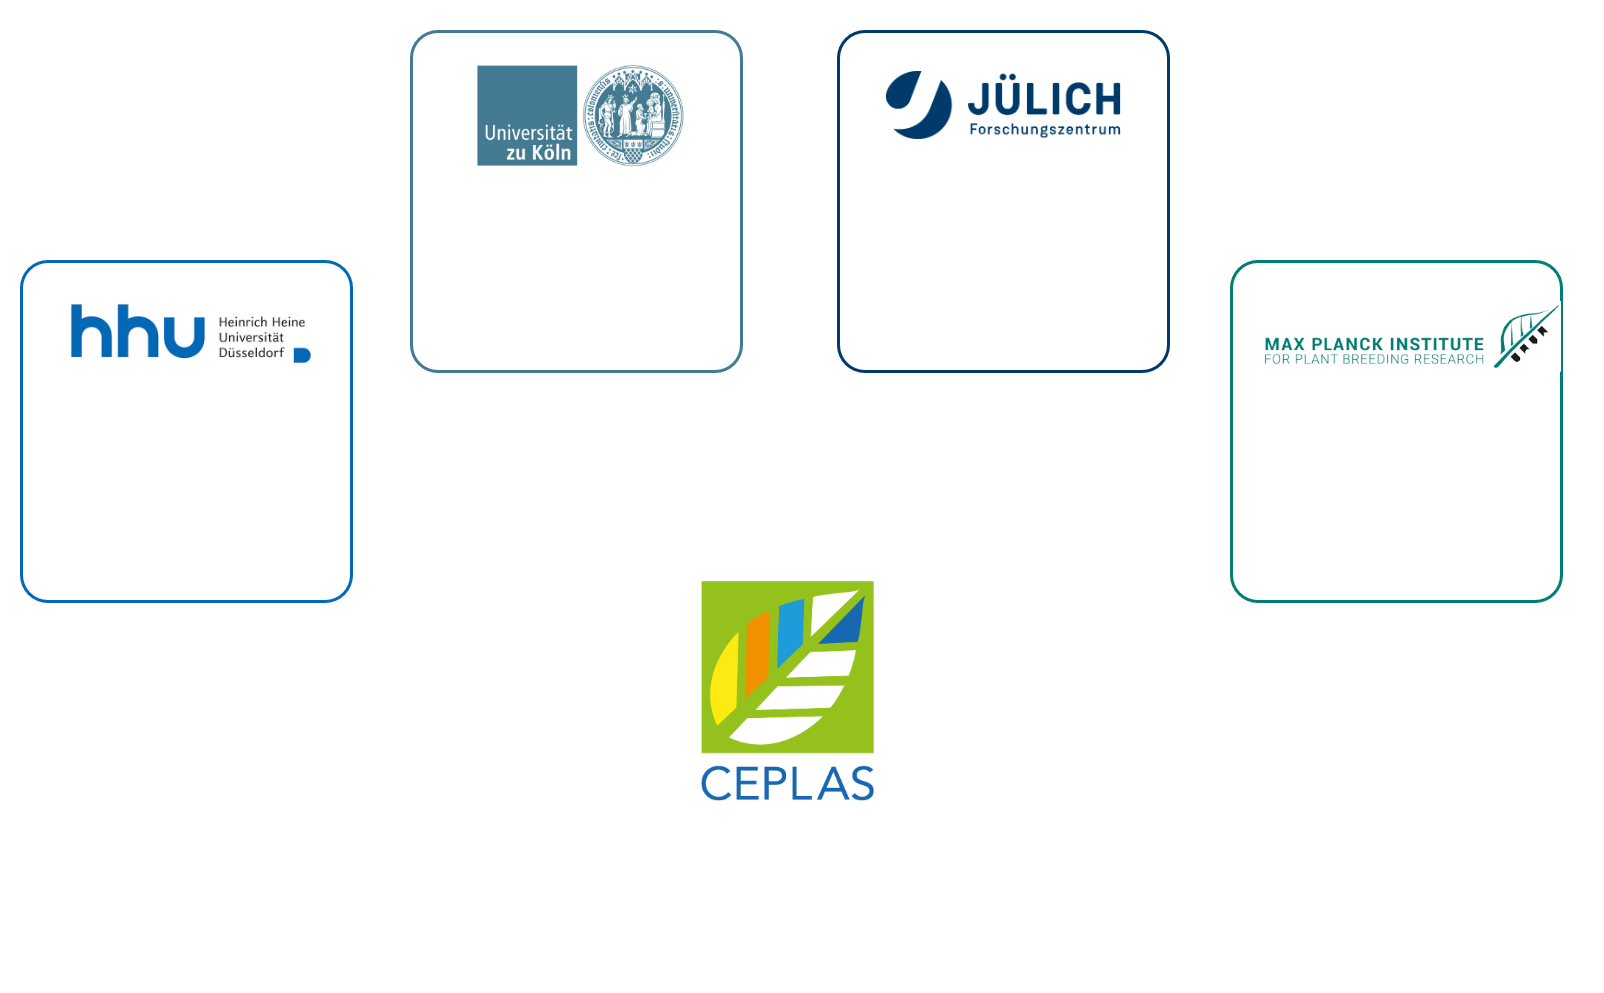 Universität
zu Köln
JÜLICH
Forschungszentrum
hhu
Heinrich Heine
Universität
Düsseldorf
MAX PLANCK INSTITUTE
FOR PLANT BREEDING RESEARCH
CEPLAS